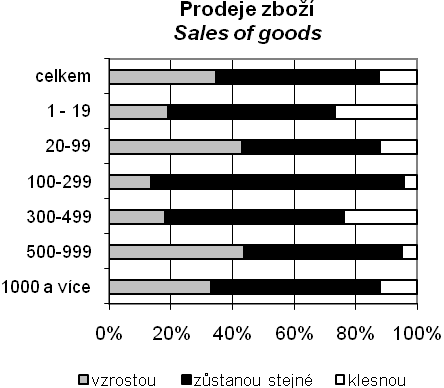 Prodeje zboží
Sales of goods
celkem
1 - 19
20-99
100-299
300-499
500-999
1000 a více
0% 20% 40% 60% 80% 100%
vzrostou zůstanou stejné klesnou